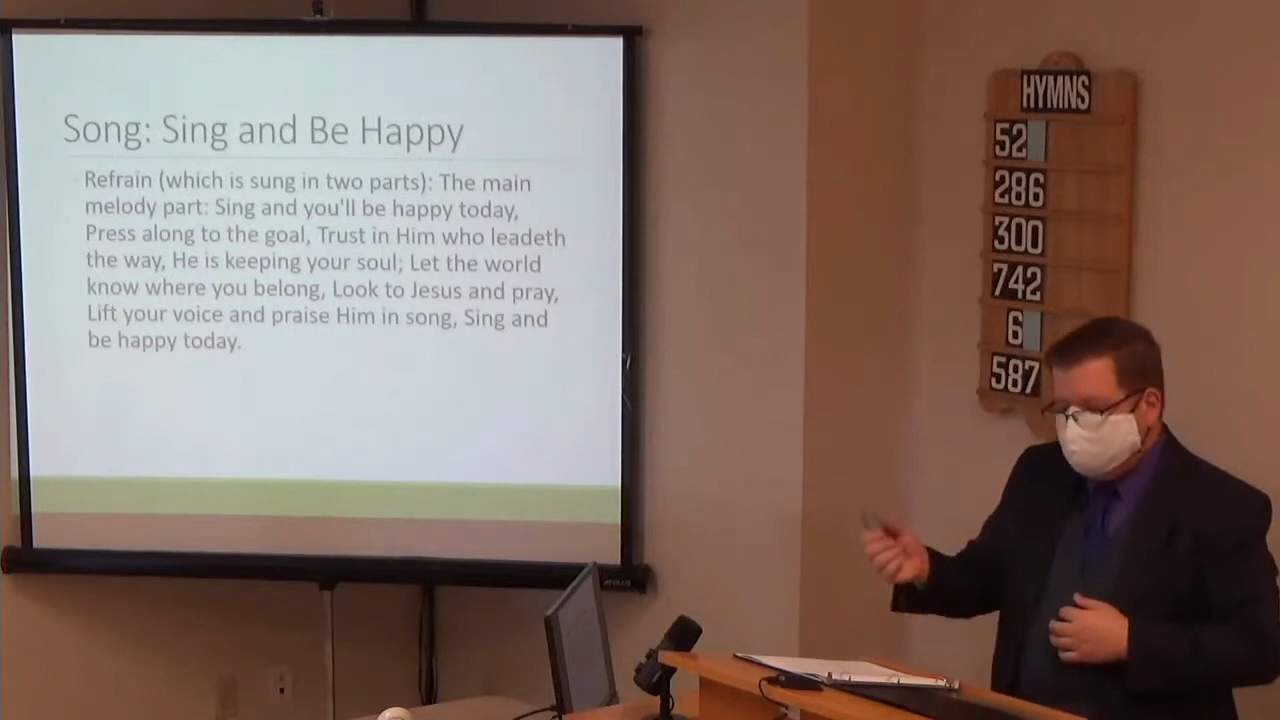 Song: Sing and Be Happy
Refrain (which is sung in two parts): The main
melody part: Sing and you'll be happy today,
Press along to the goal, Trust in Him who leadeth
the way, He is keeping your soul; Let the world
know where you belong, Look to Jesus and pray,
Lift your voice and praise Him in song, Sing and
be happy today.
APOLLO
HYMNS
52
286
300
742
6
587